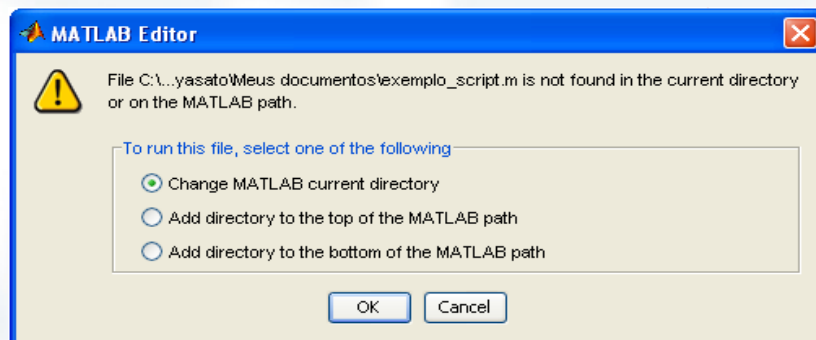 MATLAB Editor
File C:\...yasato\Meus documentos\exemplo_script.m is not found in the current directory
or on the MATLAB path.
To run this file, select one of the following
Change MATLAB current directory
Add directory to the top of the MATLAB path
Add directory to the bottom of the MATLAB path
OK Cancel